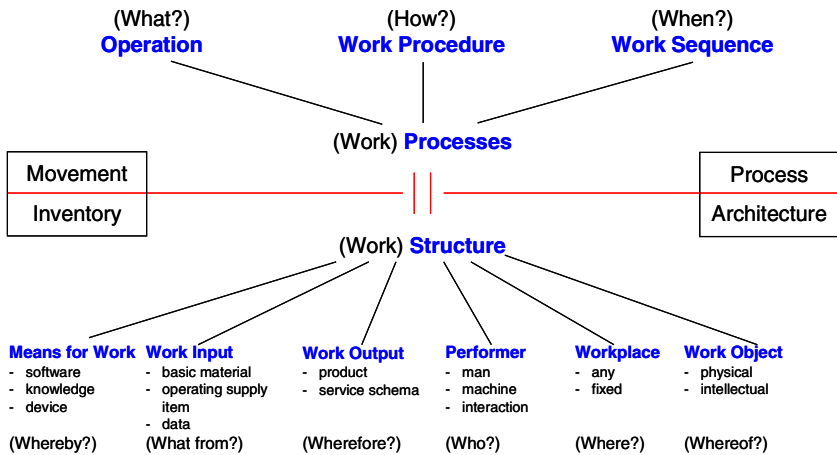 (What?) (How?) (When?)
Operation Work Procedure Work Sequence
(Work) Processes
Movement Process
Inventory Architecture
(Work) Structure
Means for Work
- software
- knowledge
- device
(Whereby?)
Work Input
- basic material
- operating supply
item
- data
(What from?)
Work Output
- product
- service schema
(Wherefore?)
Performer
- man
- machine
- interaction
(Who?)
Workplace
- any
- fixed
(Where?)
Work Object
- physical
- intellectual
(Whereof?)